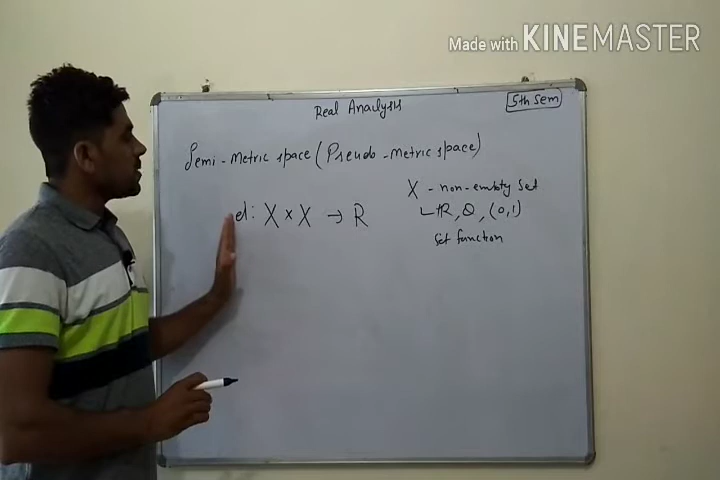 Made with KINEMASTER
Real Analysis
5th Sem
Semi-Metric space (Pseudo-Metric space)
X - non-empty set
d: X × X → R
ℝ, Q, (0,1)
Set function